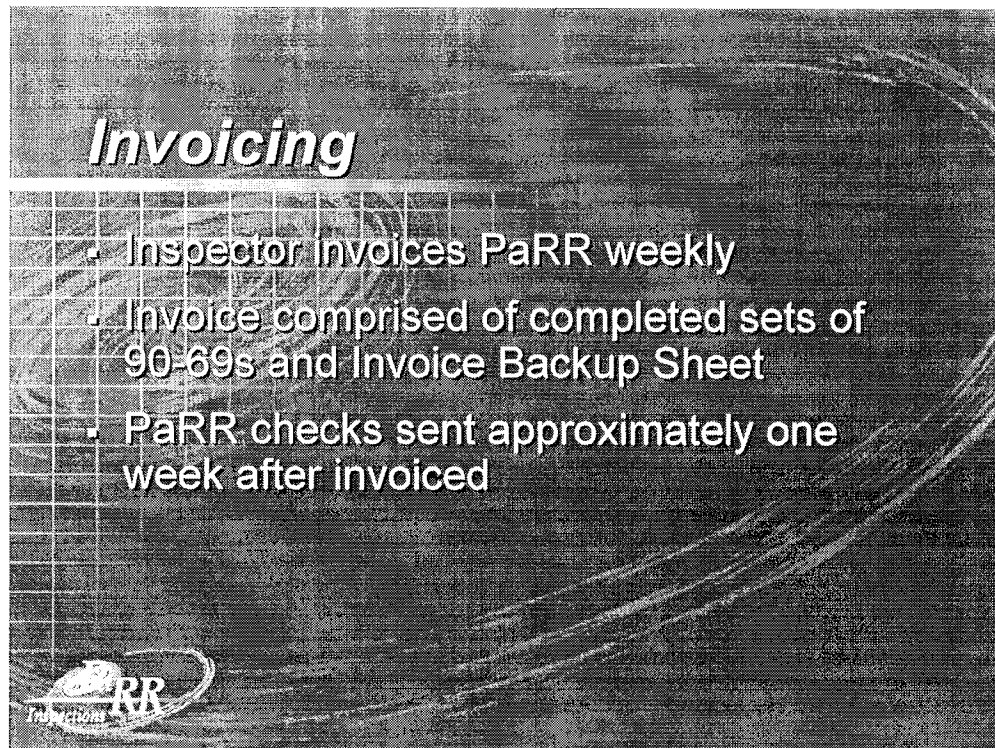 Invoicing
▪ Inspector invoices PaRR weekly
▪ Invoice comprised of completed sets of
90-69s and Invoice Backup Sheet
▪ PaRR checks sent approximately one
week after invoiced
RR
Inspections